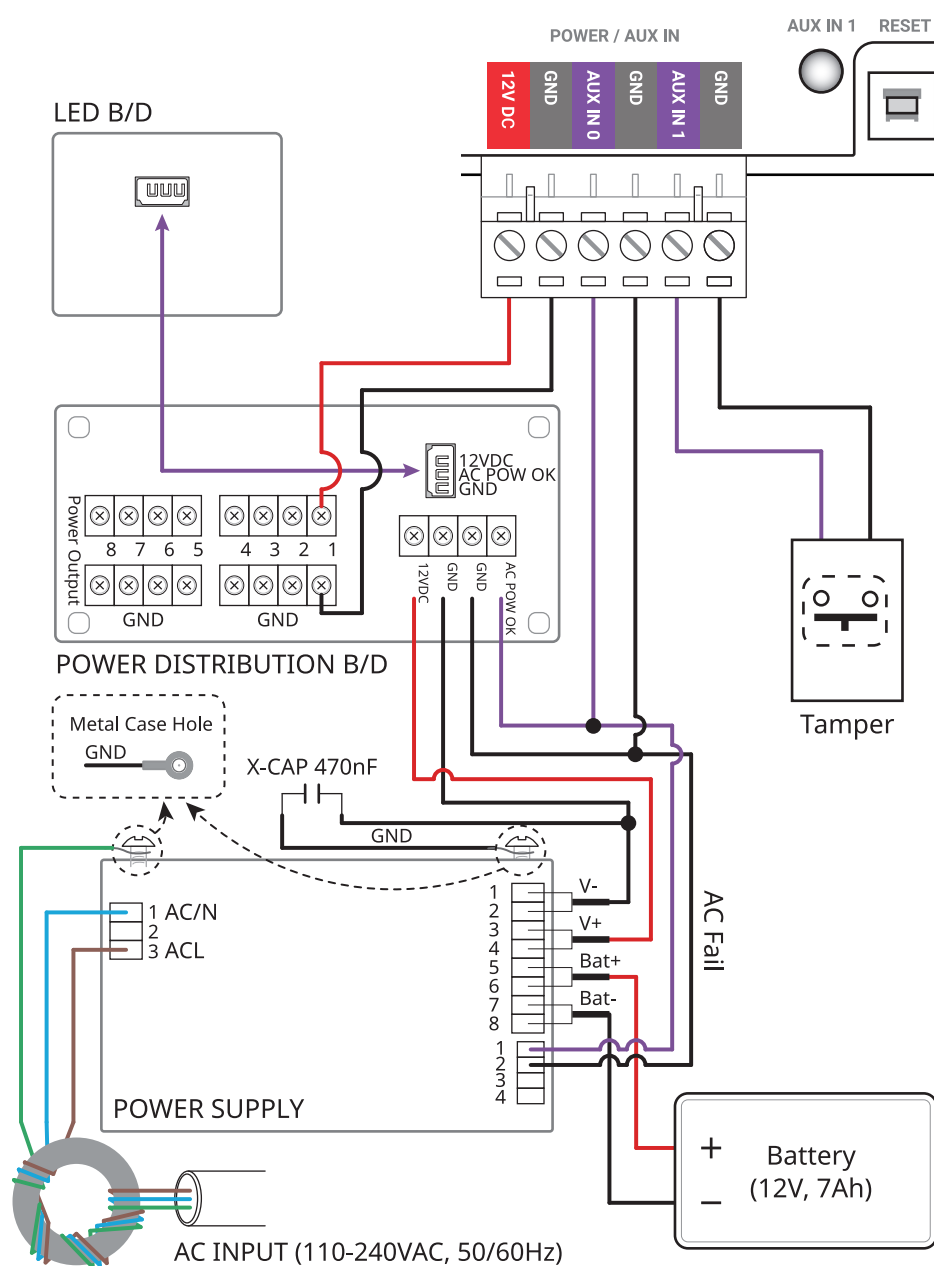 AUX IN 1 RESET
POWER / AUX IN
12V DC
GND
AUX IN 0
GND
AUX IN 1
GND
LED B/D
12VDC
AC POW OK
GND
Power Output
8 7 6 5 4 3 2 1
GND GND
12VDC
GND
GND
AC POW OK
POWER DISTRIBUTION B/D
Tamper
Metal Case Hole
GND
X-CAP 470nF
GND
1 AC/N
2
3 ACL
1
2
3
4
5
6
7
8
V-
V+
Bat+
Bat-
1
2
3
4
AC Fail
POWER SUPPLY
+
−
Battery
(12V, 7Ah)
AC INPUT (110-240VAC, 50/60Hz)